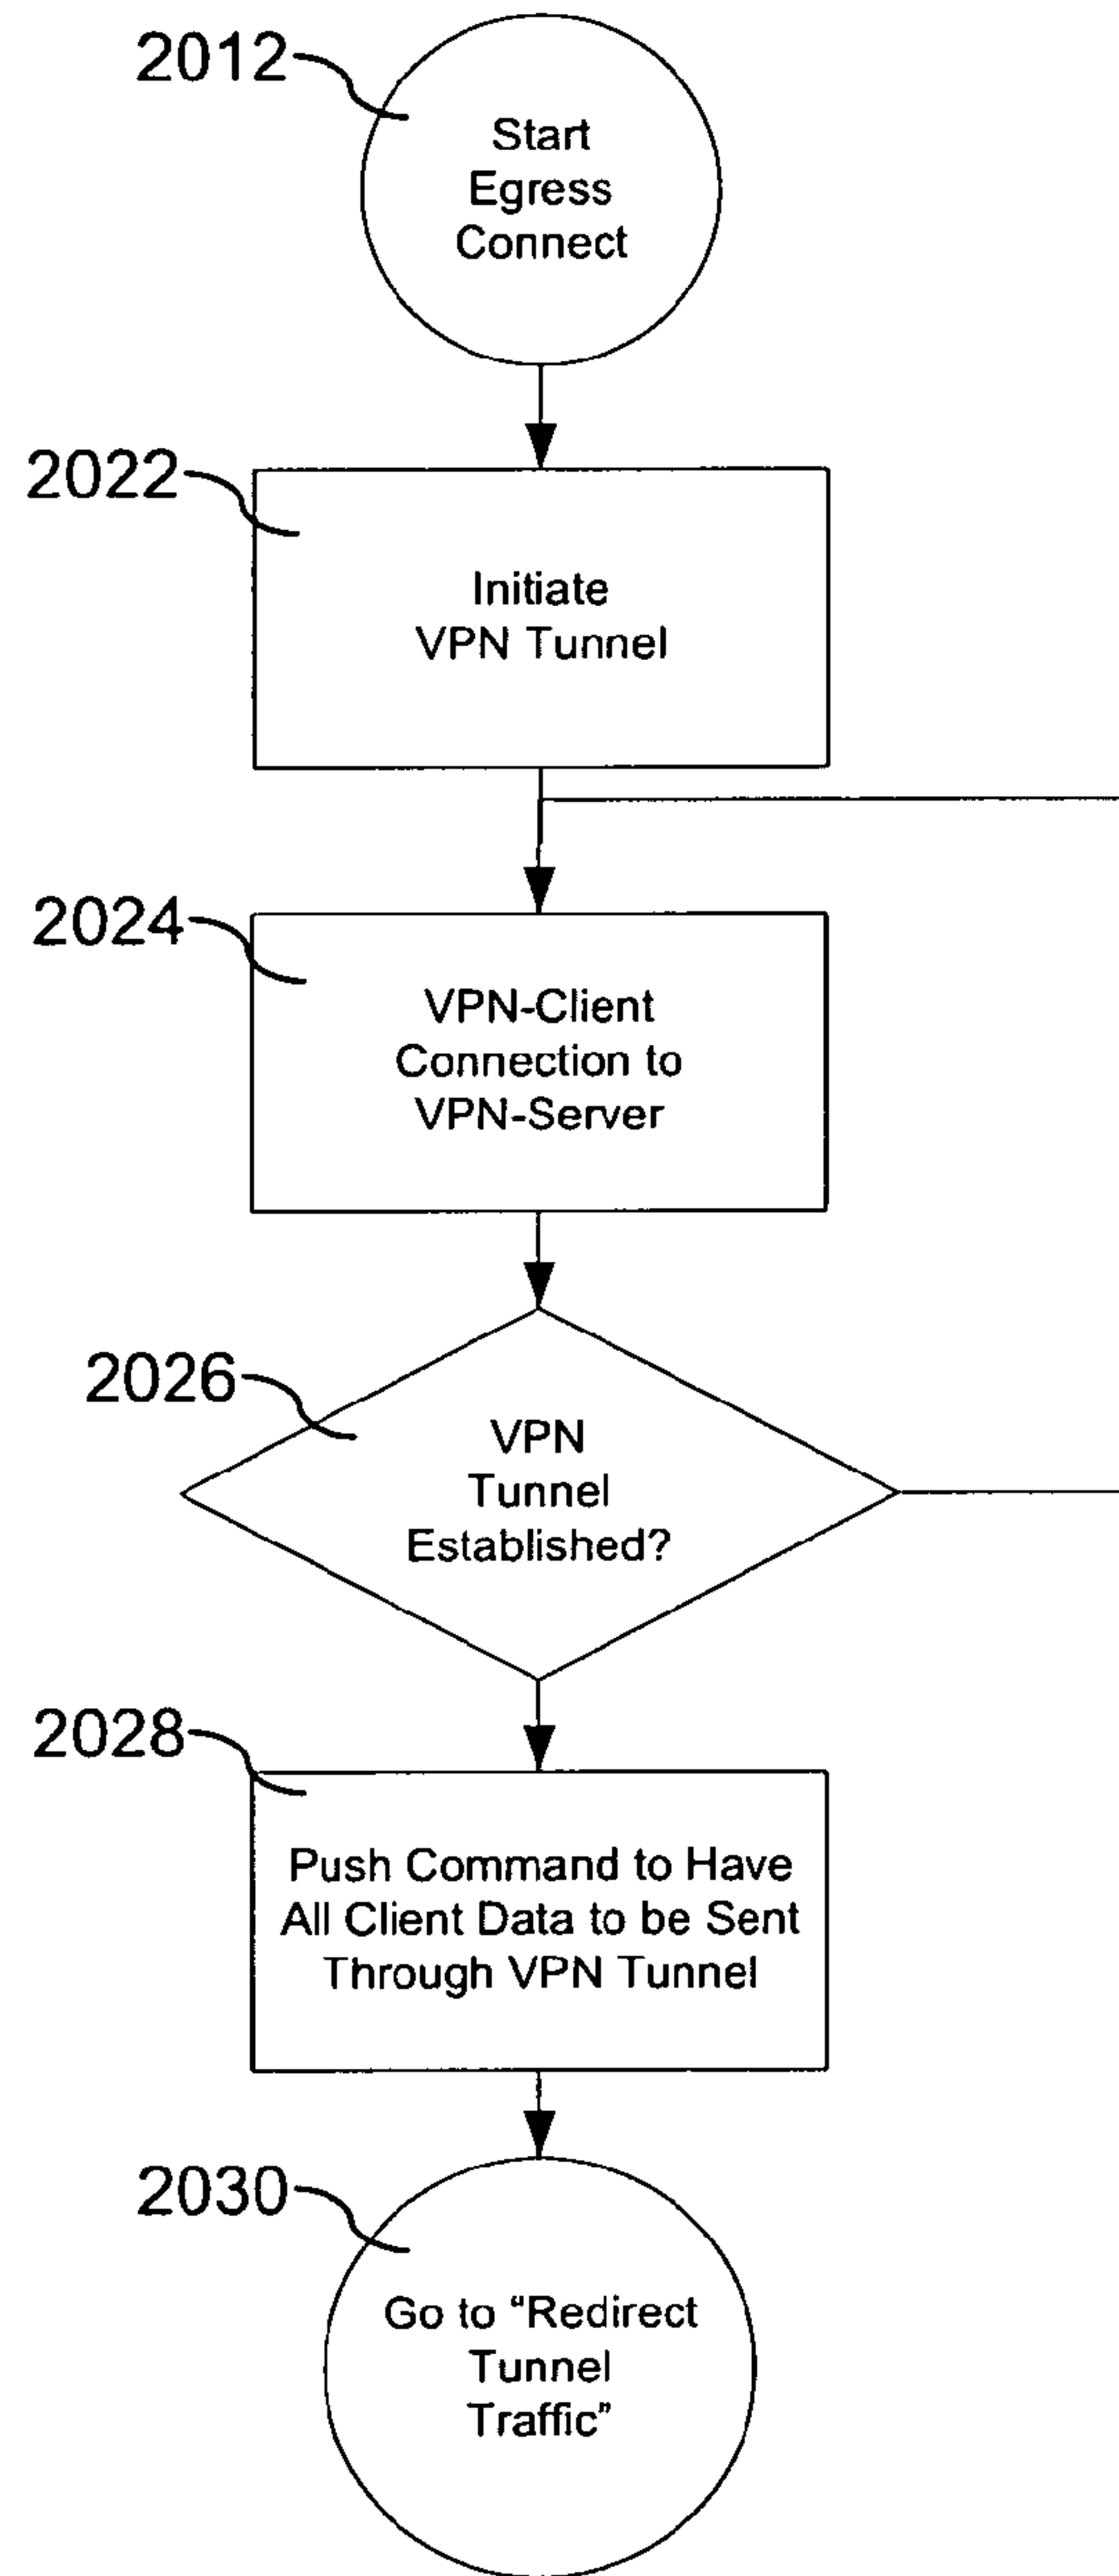 2012
Start
Egress
Connect
2022
Initiate
VPN Tunnel
2024
VPN-Client
Connection to
VPN-Server
2026
VPN
Tunnel
Established?
2028
Push Command to Have
All Client Data to be Sent
Through VPN Tunnel
2030
Go to “Redirect
Tunnel
Traffic”